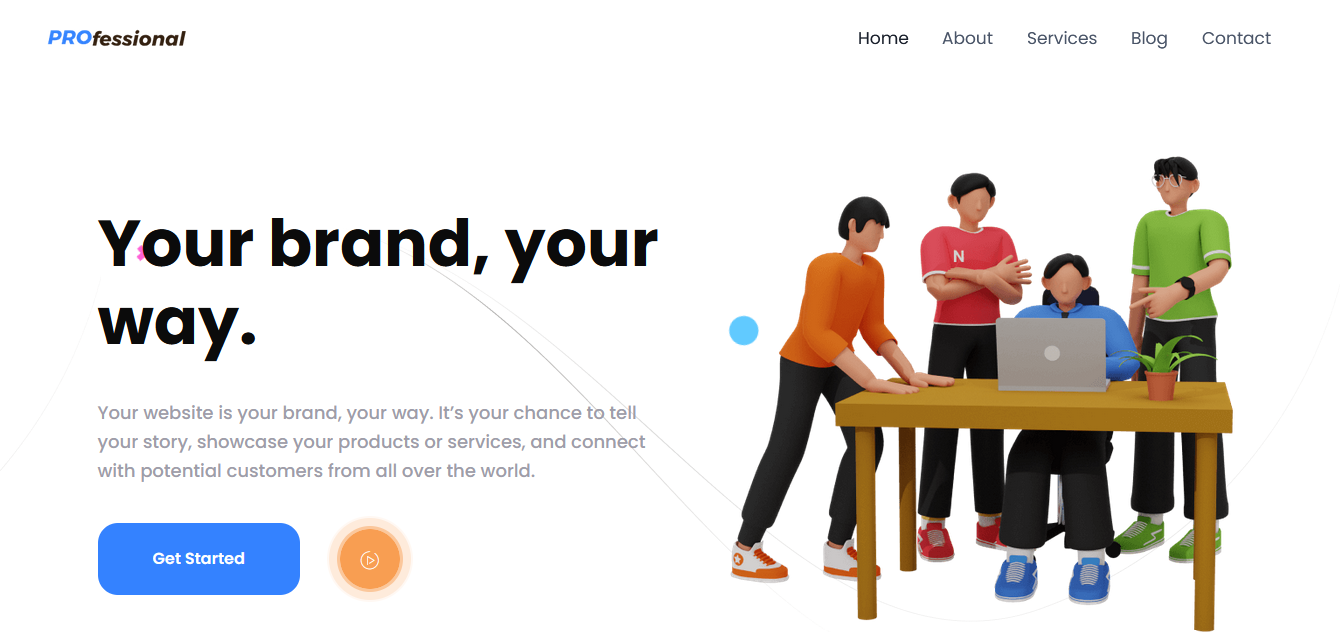 PROfessional
Home About Services Blog Contact
Your brand, your
way.
Your website is your brand, your way. It’s your chance to tell
your story, showcase your products or services, and connect
with potential customers from all over the world.
Get Started
N